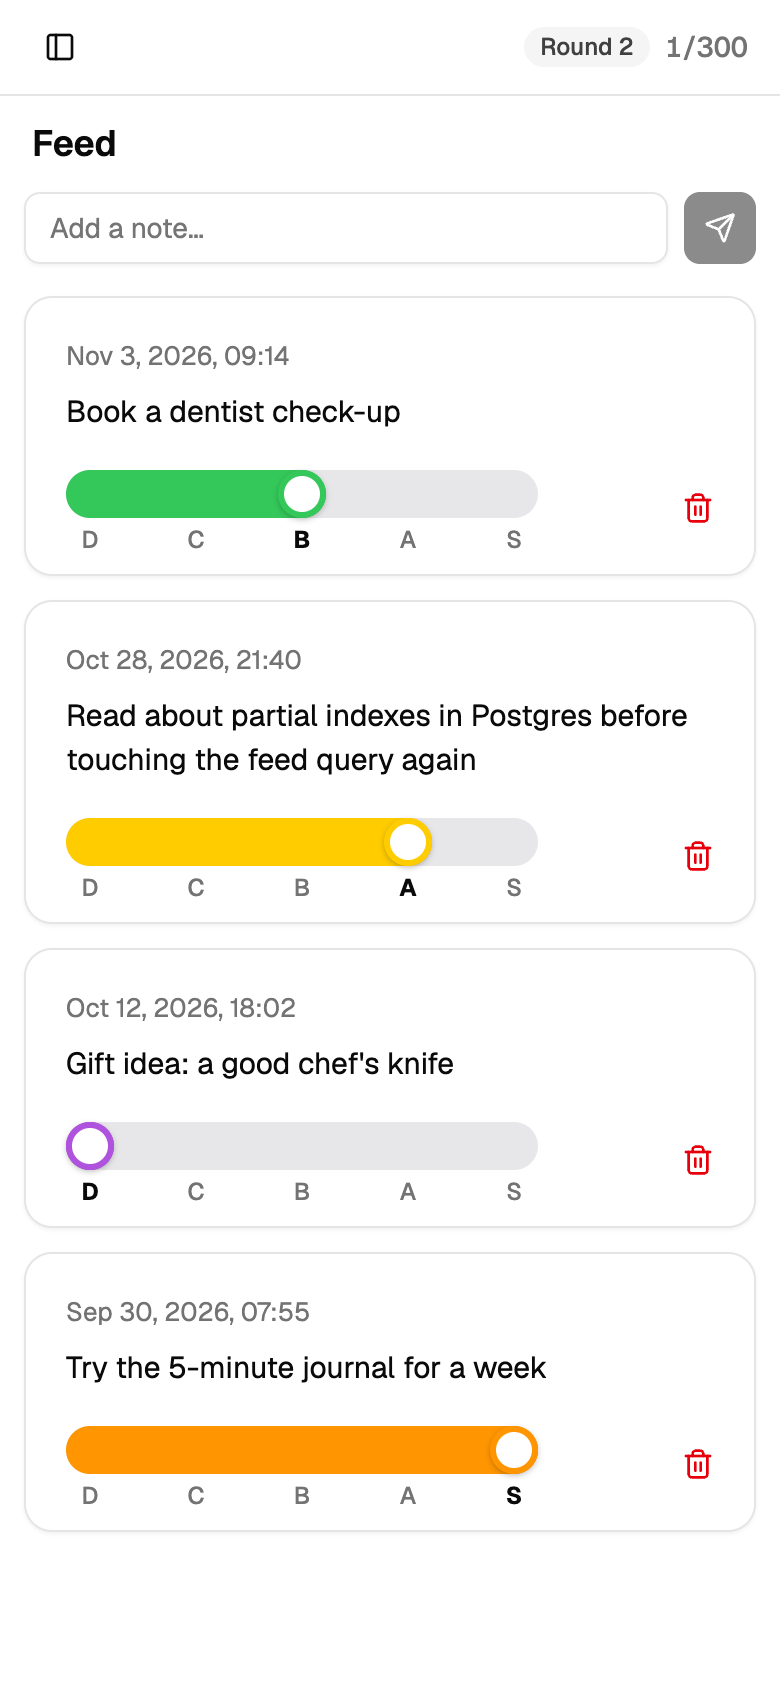 Round 2 1/300
Feed
Add a note...
Nov 3, 2026, 09:14
Book a dentist check-up
D C B A S
Oct 28, 2026, 21:40
Read about partial indexes in Postgres before
touching the feed query again
D C B A S
Oct 12, 2026, 18:02
Gift idea: a good chef's knife
D C B A S
Sep 30, 2026, 07:55
Try the 5-minute journal for a week
D C B A S